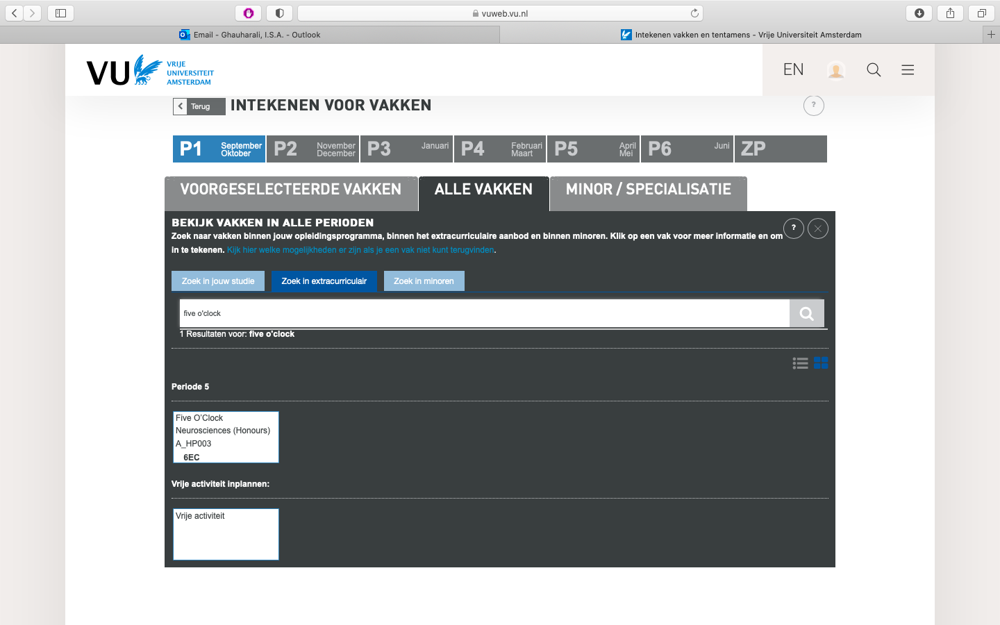 vuweb.vu.nl
Email - Ghauharali, I.S.A. - Outlook
Intekenen vakken en tentamens - Vrije Universiteit Amsterdam
VU VRIJE
UNIVERSITEIT
AMSTERDAM
EN
Terug
INTEKENEN VOOR VAKKEN
?
P1 September
Oktober
P2 November
December
P3 Januari
P4 Februari
Maart
P5 April
Mei
P6 Juni
ZP
VOORGESELECTEERDE VAKKEN
ALLE VAKKEN
MINOR / SPECIALISATIE
BEKIJK VAKKEN IN ALLE PERIODEN
?
Zoek naar vakken binnen jouw opleidingsprogramma, binnen het extracurriculaire aanbod en binnen minoren. Klik op een vak voor meer informatie en om
in te tekenen. Kijk hier welke mogelijkheden er zijn als je een vak niet kunt terugvinden.
Zoek in jouw studie
Zoek in extracurriculair
Zoek in minoren
five o'clock
1 Resultaten voor: five o'clock
Periode 5
Five O'Clock
Neurosciences (Honours)
A_HP003
6EC
Vrije activiteit inplannen:
Vrije activiteit